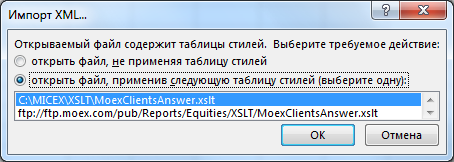 Импорт XML...
Открываемый файл содержит таблицы стилей. Выберите требуемое действие:
открыть файл, не применяя таблицу стилей
открыть файл, применив следующую таблицу стилей (выберите одну):
C:\MICEX\XSLT\MoexClientsAnswer.xslt
ftp://ftp.moex.com/pub/Reports/Equities/XSLT/MoexClientsAnswer.xslt
ОК
Отмена